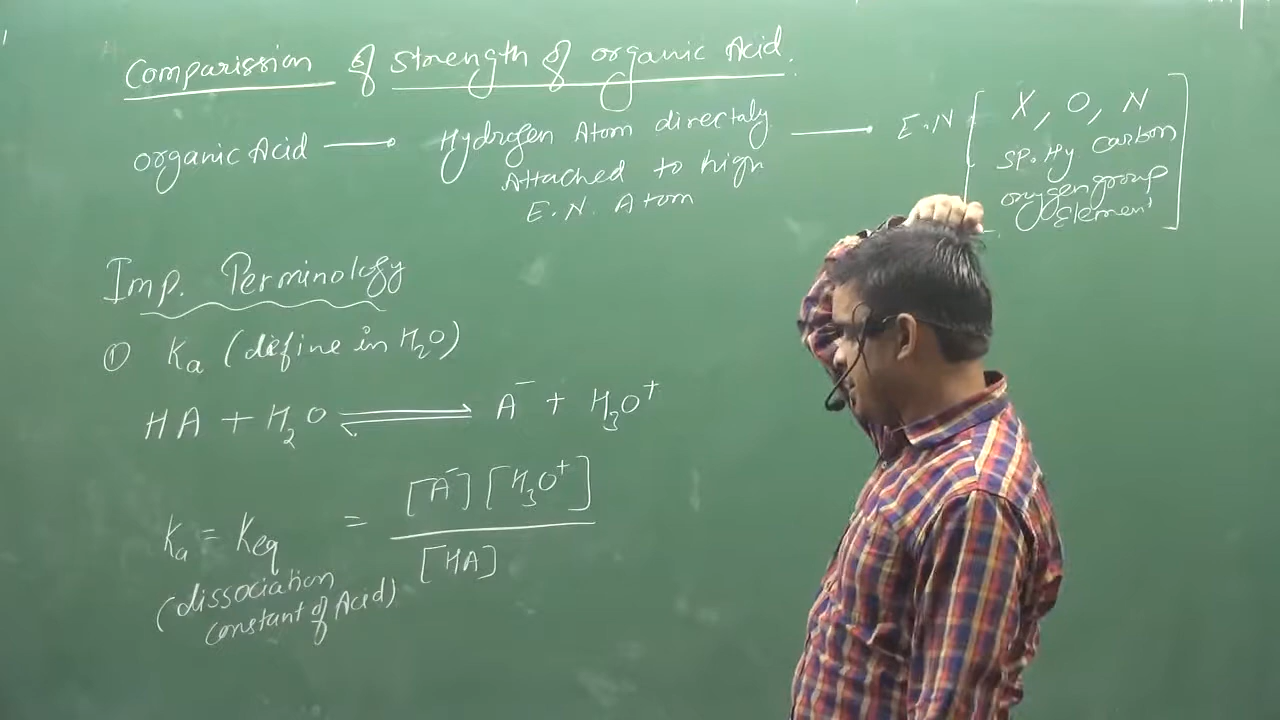 Comparission of strength of organic Acid.
organic Acid → Hydrogen Atom directaly → E.N [ X, O, N
Attached to high
E.N. Atom
sp. Hy carbon
oxygen group
Element ]
Imp. Perminology
① Ka (define in H₂O)
HA + H₂O ⇌ A⁻ + H₃O⁺
Ka = Keq = [A⁻] [H₃O⁺] / [HA]
(dissociation
constant of Acid)